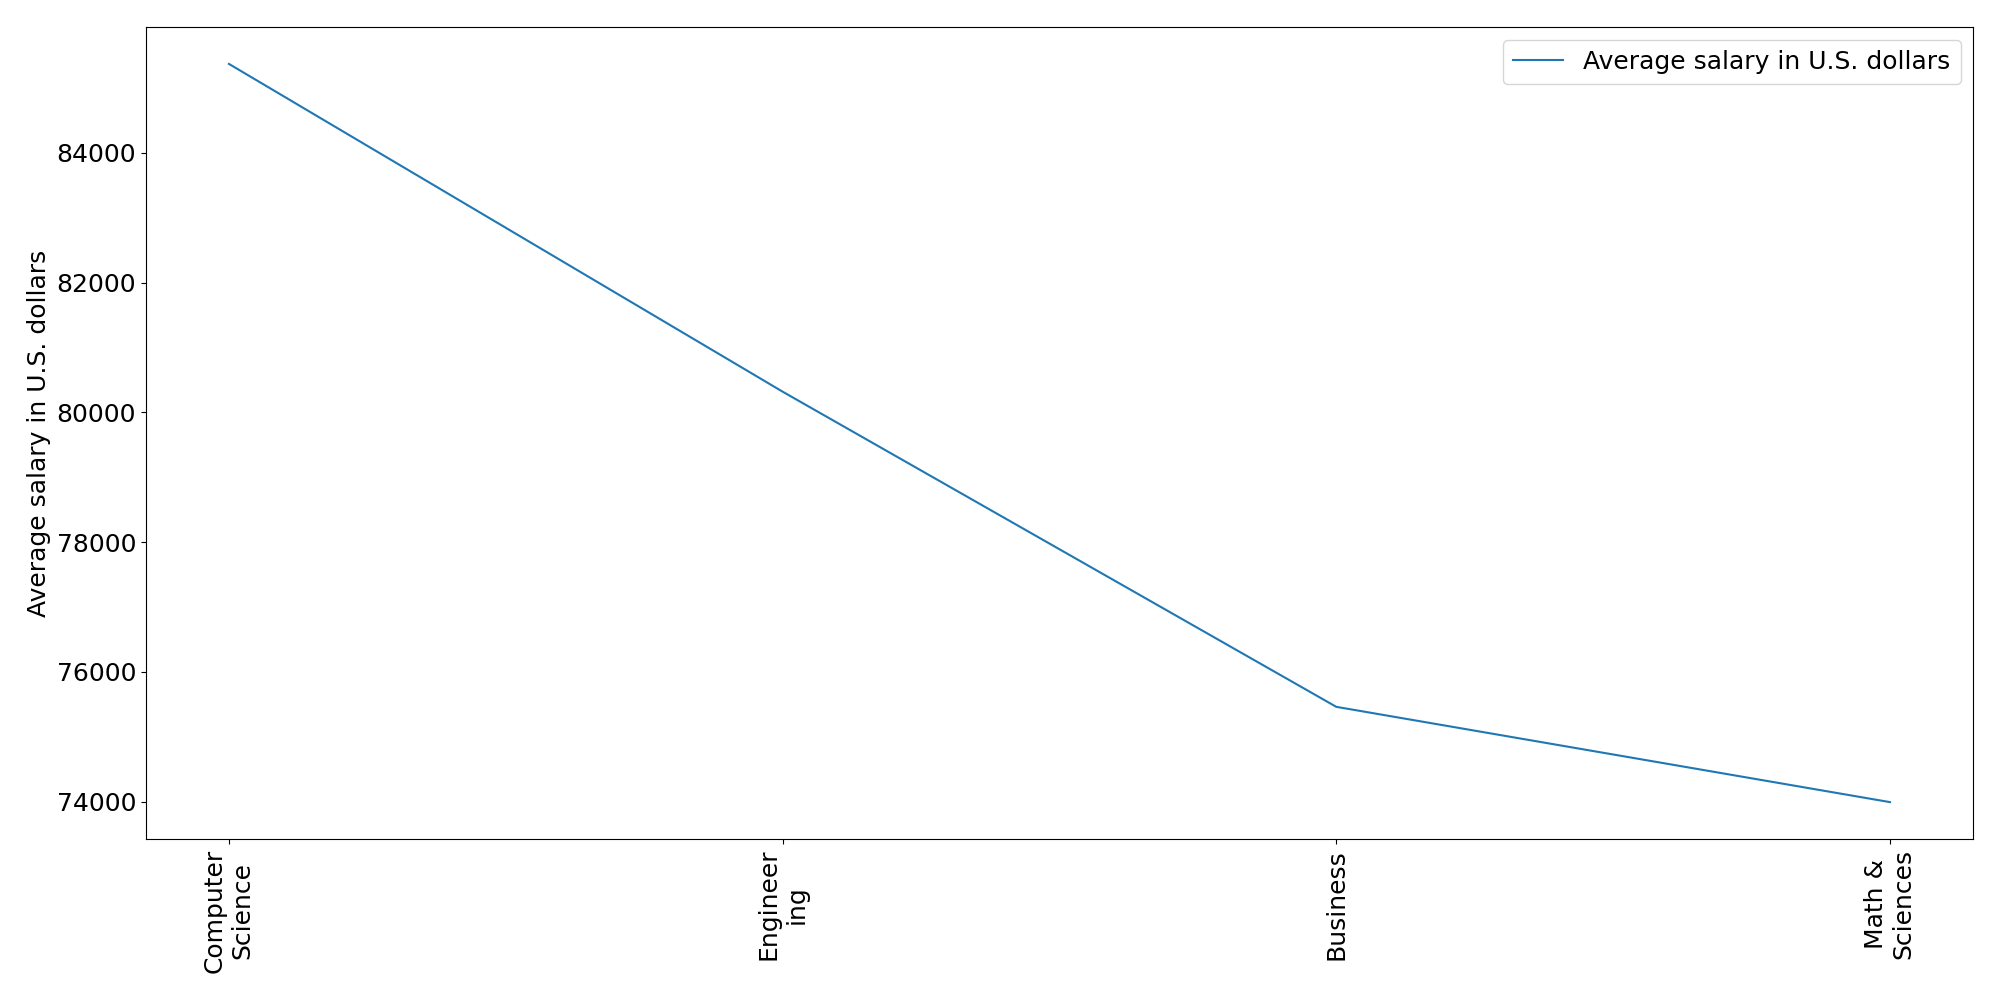 Average salary in U.S. dollars
Average salary in U.S. dollars
84000
82000
80000
78000
76000
74000
Computer
Science
Engineer
ing
Business
Math &
Sciences